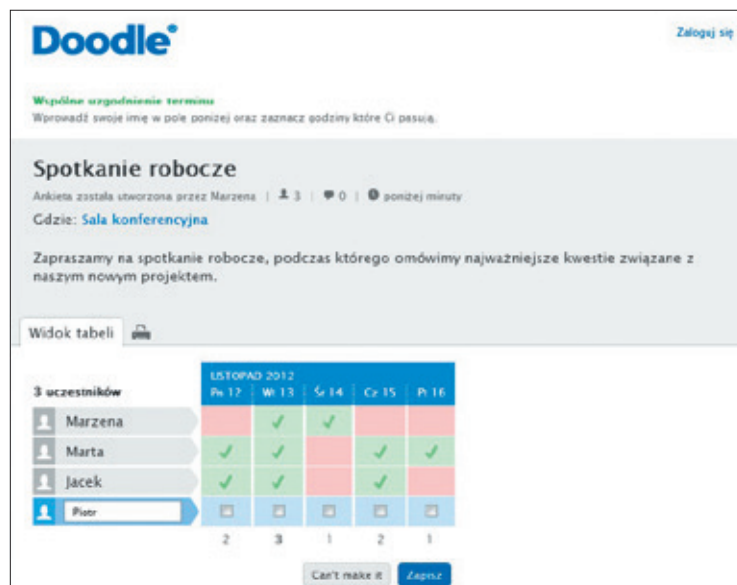 Doodle®
Zaloguj się
Wspólne uzgodnienie terminu
Wprowadź swoje imię w pole poniżej oraz zaznacz godziny które Ci pasują.
Spotkanie robocze
Ankieta została utworzona przez Marzena | 3 | 0 | poniżej minuty
Gdzie: Sala konferencyjna
Zapraszamy na spotkanie robocze, podczas którego omówimy najważniejsze kwestie związane z
naszym nowym projektem.
Widok tabeli
LISTOPAD 2012
3 uczestników Pn 12 Wt 13 Śr 14 Cz 15 Pt 16
Marzena
Marta
Jacek
Piotr
2 3 1 2 1
Can't make it Zapisz